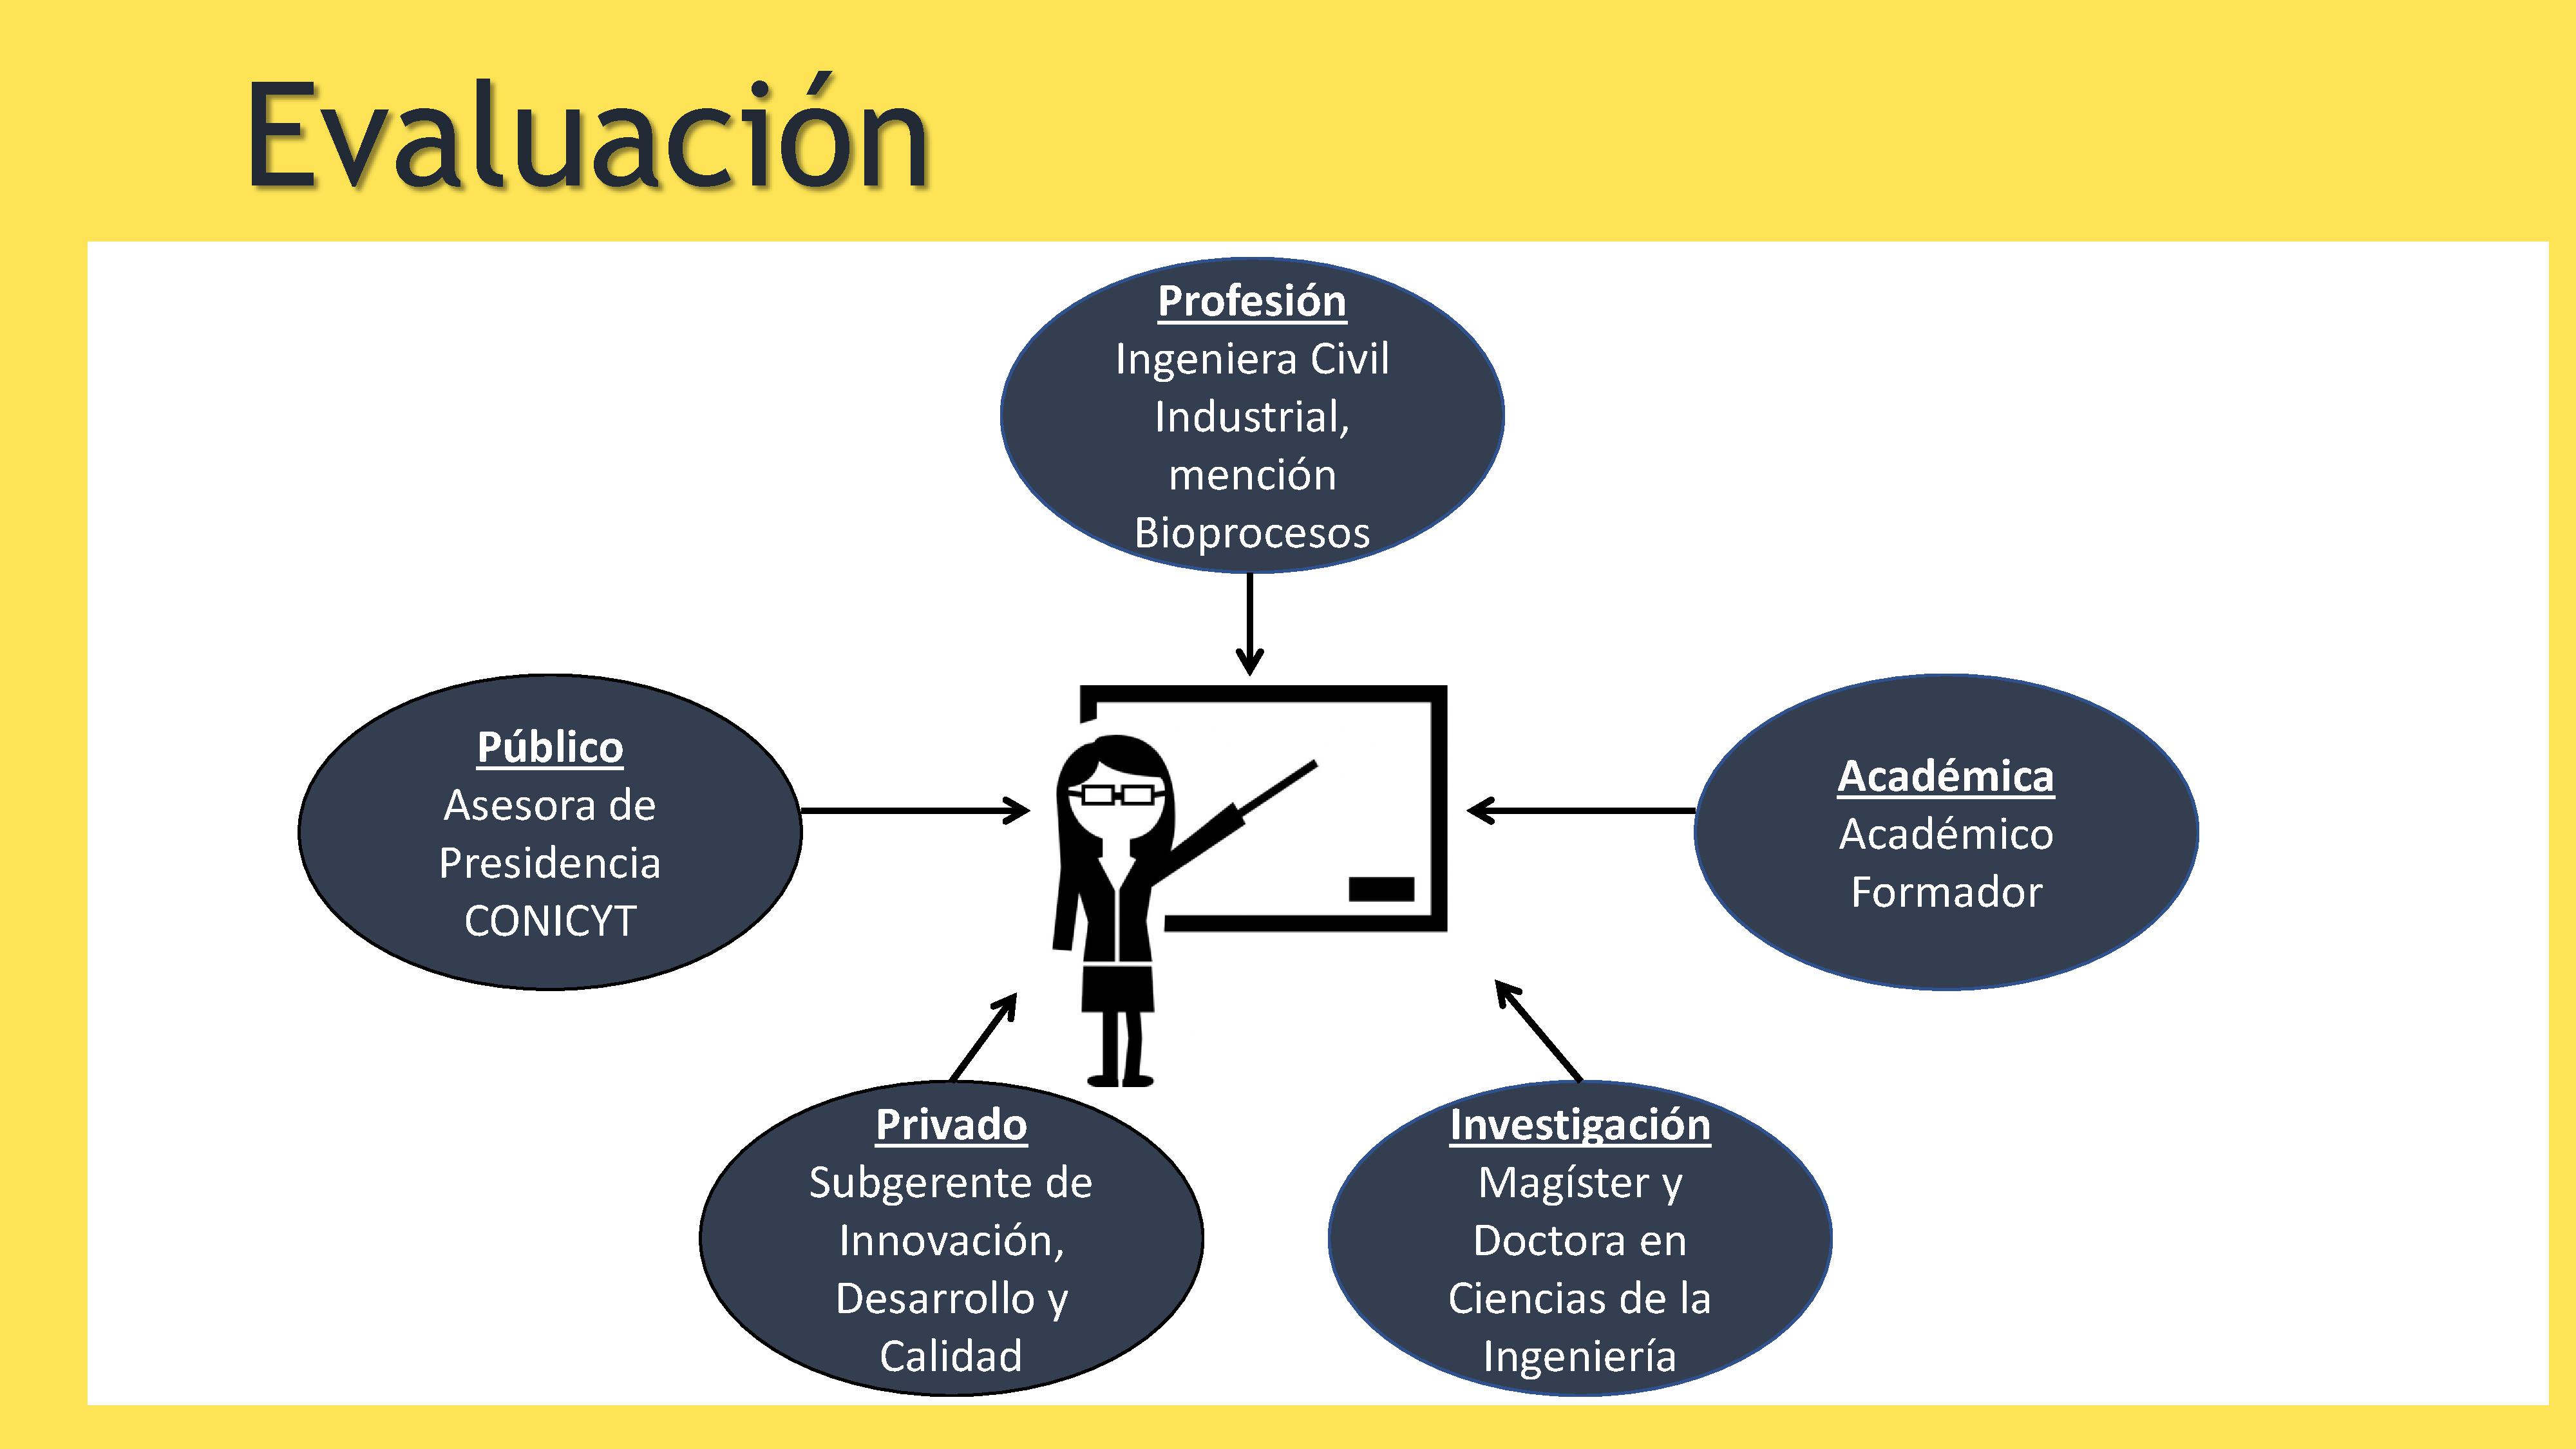 Evaluación
Profesión
Ingeniera Civil
Industrial,
mención
Bioprocesos
Público
Asesora de
Presidencia
CONICYT
Académica
Académico
Formador
Privado
Subgerente de
Innovación,
Desarrollo y
Calidad
Investigación
Magíster y
Doctora en
Ciencias de la
Ingeniería